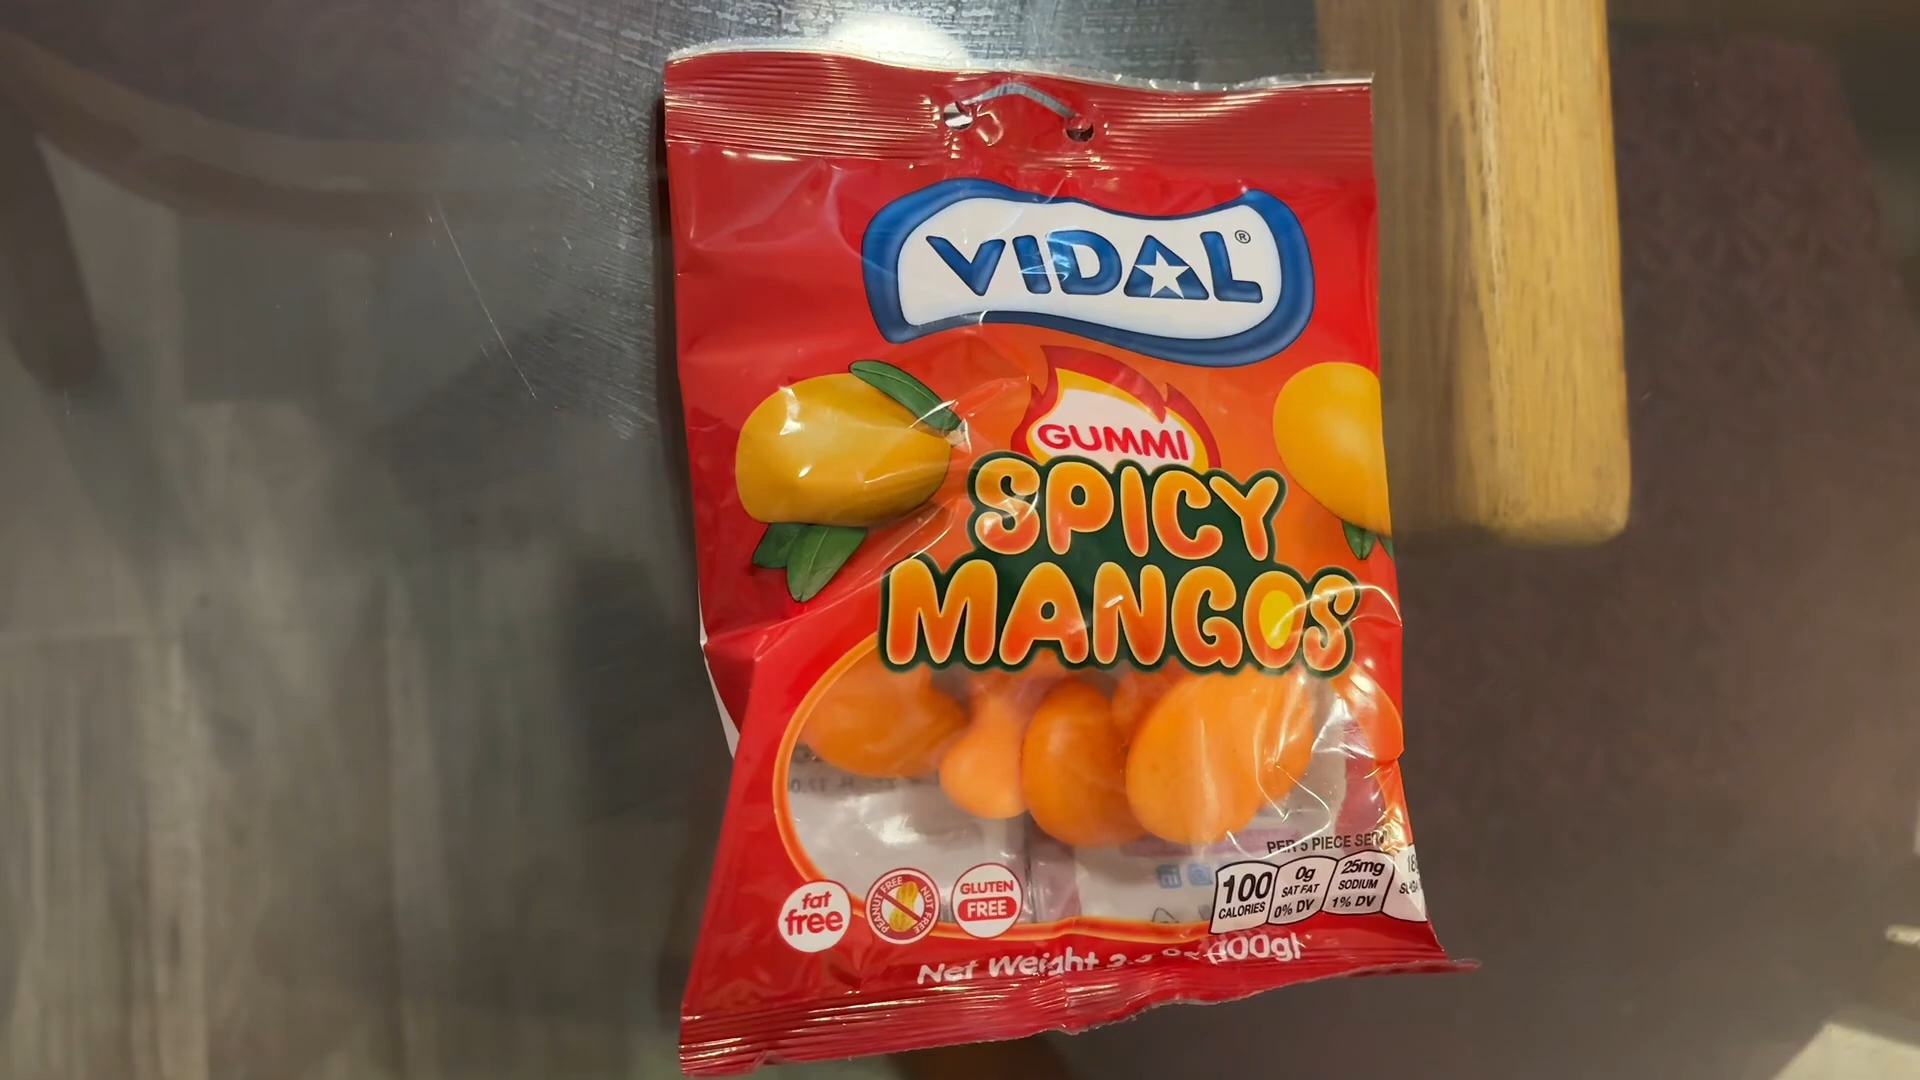 VIDAL®
GUMMI
SPICY
MANGOS
PER 5 PIECE
100
CALORIES
0g
SAT FAT
0% DV
25mg
SODIUM
1% DV
fat
free
PEANUT FREE
NUT FREE
GLUTEN
FREE
Net Weight (100g)